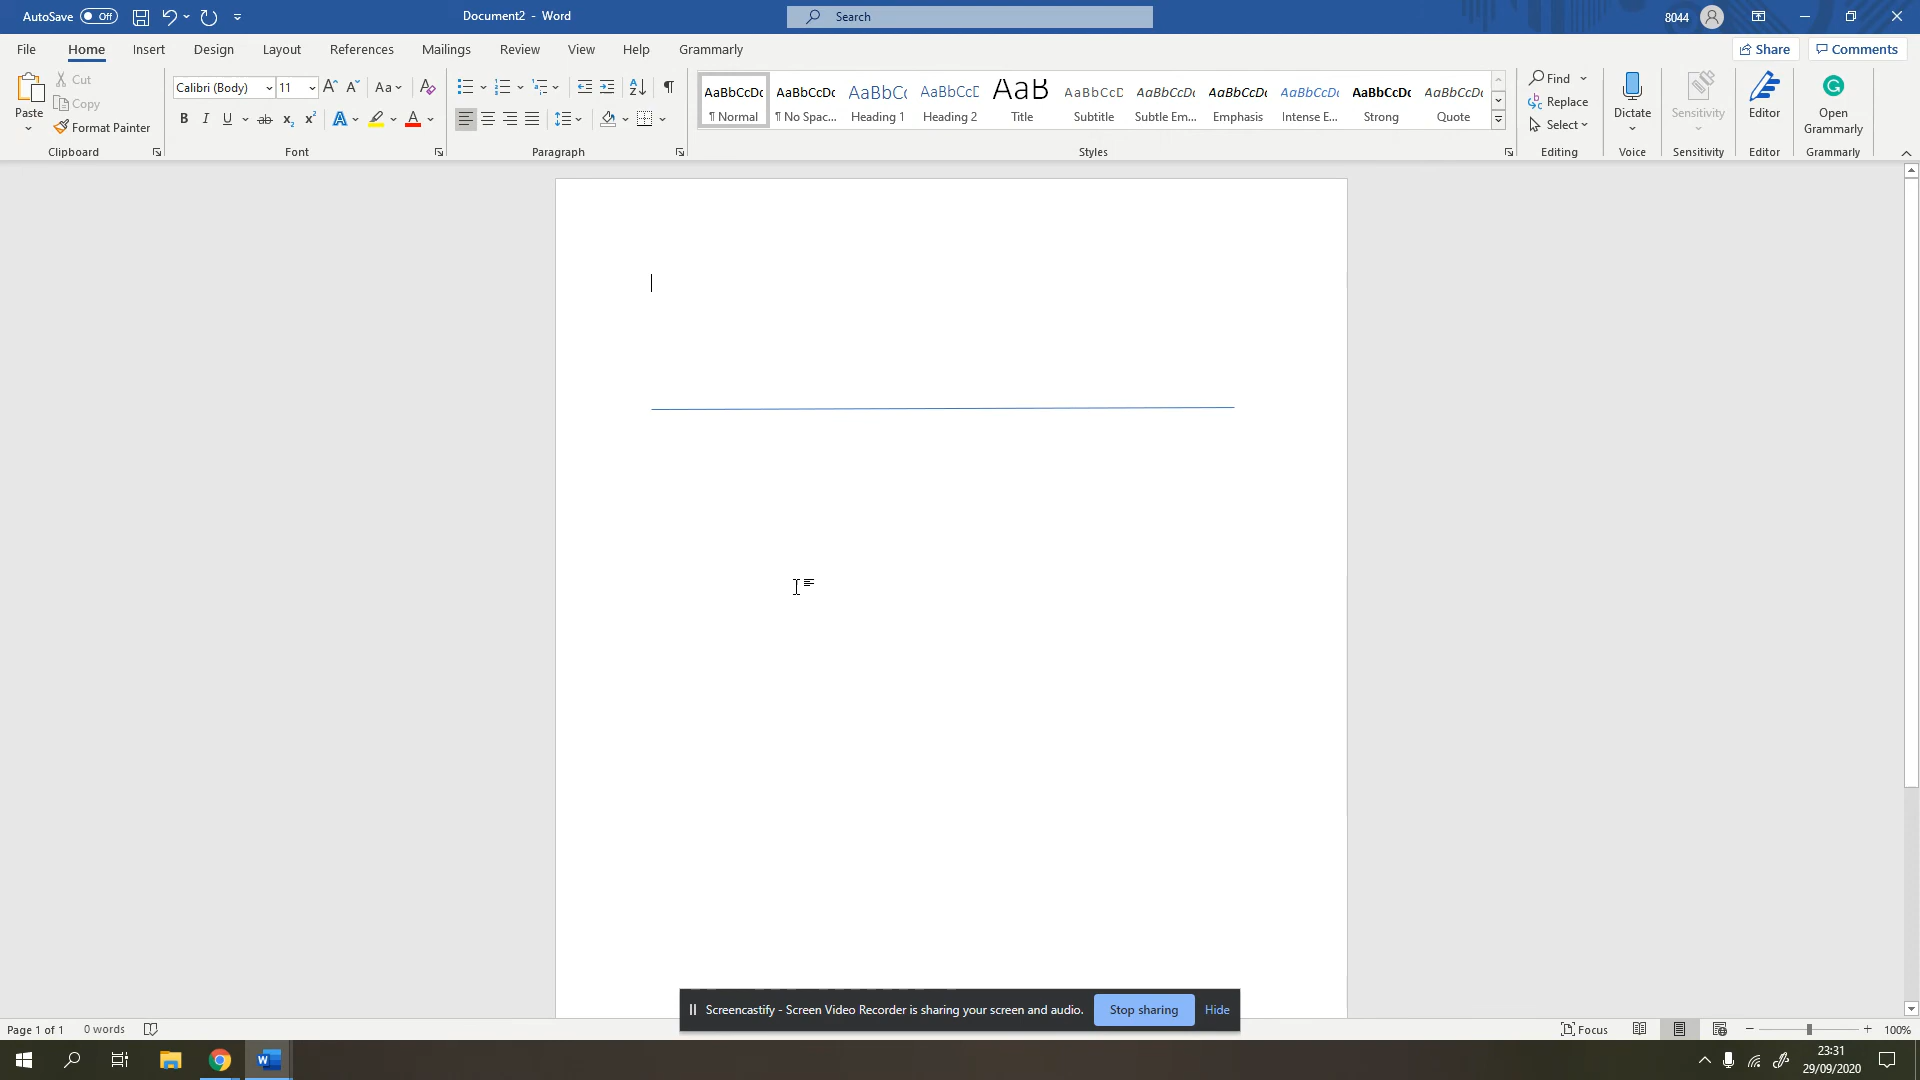 AutoSave Off Document2 - Word Search 8044
File Home Insert Design Layout References Mailings Review View Help Grammarly Share Comments
Paste Cut Copy Format Painter Clipboard
Calibri (Body) 11 Aa Font
Paragraph
AaBbCcDc AaBbCcDc AaBbCc AaBbCcD AaB AaBbCcD AaBbCcDc AaBbCcDc AaBbCcDc AaBbCcDc AaBbCcDc
¶ Normal ¶ No Spac... Heading 1 Heading 2 Title Subtitle Subtle Em... Emphasis Intense E... Strong Quote
Styles
Find
Replace
Select
Editing
Dictate
Voice
Sensitivity
Sensitivity
Editor
Editor
Open
Grammarly
Grammarly
Screencastify - Screen Video Recorder is sharing your screen and audio. Stop sharing Hide
Page 1 of 1 0 words Focus 100%
23:31
29/09/2020